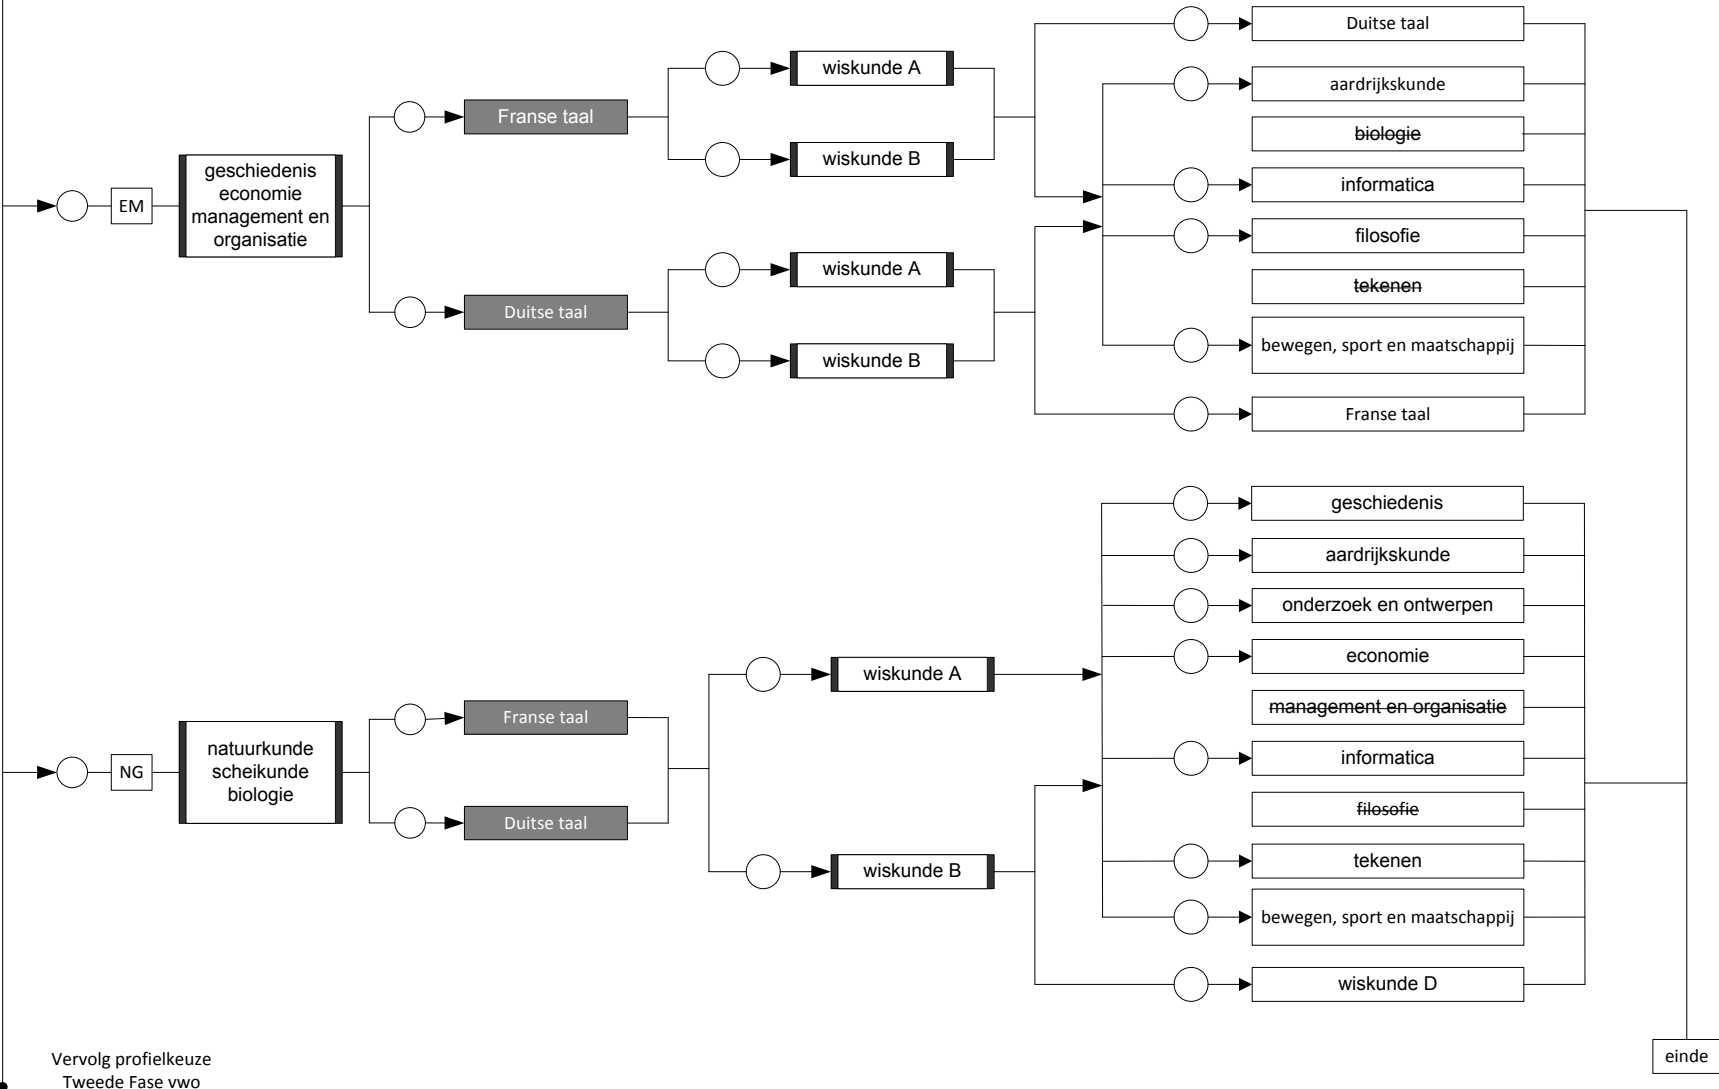 EM
geschiedenis
economie
management en
organisatie
Franse taal
Duitse taal
wiskunde A
wiskunde B
wiskunde A
wiskunde B
Duitse taal
aardrijkskunde
biologie
informatica
filosofie
tekenen
bewegen, sport en maatschappij
Franse taal
NG
natuurkunde
scheikunde
biologie
Franse taal
Duitse taal
wiskunde A
wiskunde B
geschiedenis
aardrijkskunde
onderzoek en ontwerpen
economie
management en organisatie
informatica
filosofie
tekenen
bewegen, sport en maatschappij
wiskunde D
einde
Vervolg profielkeuze
Tweede Fase vwo